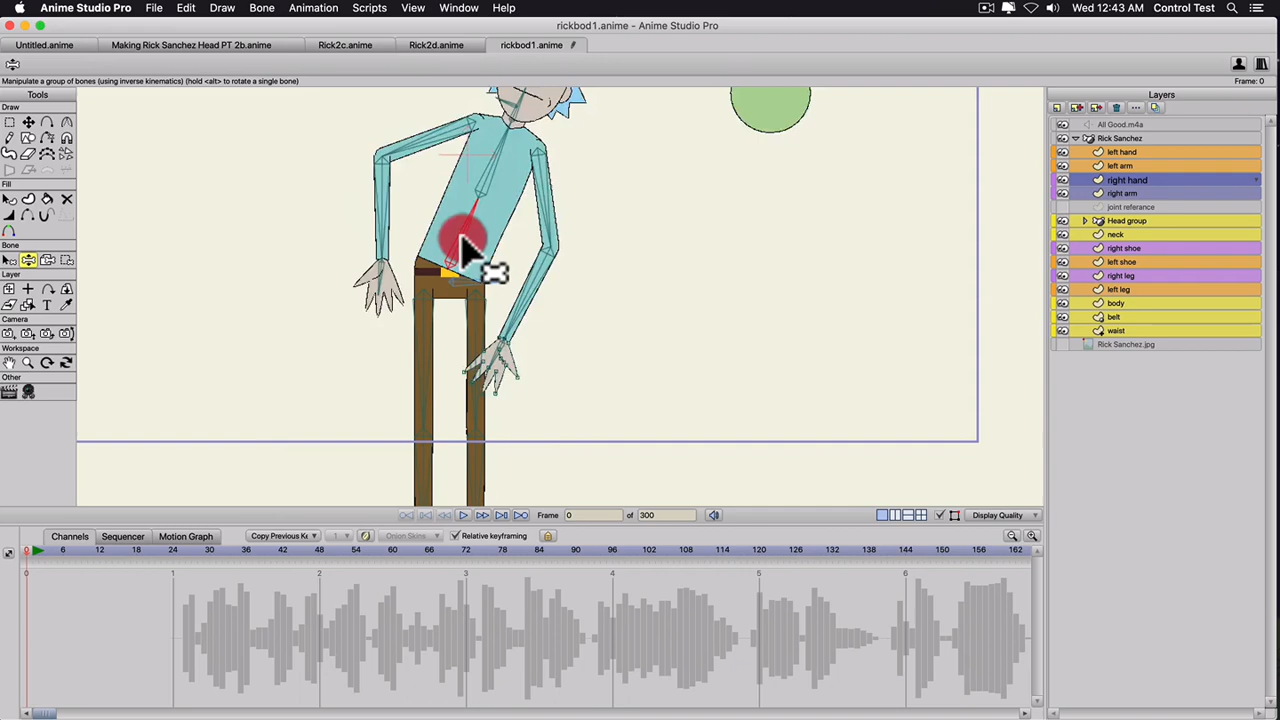 Anime Studio Pro File Edit Draw Bone Animation Scripts View Window Help Wed 12:43 AM Control Test
rickbod1.anime - Anime Studio Pro
Untitled.anime Making Rick Sanchez Head PT 2b.anime Rick2c.anime Rick2d.anime rickbod1.anime
Manipulate a group of bones (using inverse kinematics) (hold <alt> to rotate a single bone) Frame: 0
Tools
Draw
Fill
Bone
Layer
Camera
Workspace
Other
Layers
All Good.m4a
Rick Sanchez
left hand
left arm
right hand
right arm
joint referance
Head group
neck
right shoe
left shoe
right leg
left leg
body
belt
waist
Rick Sanchez.jpg
Frame 0 of 300 Display Quality
Channels Sequencer Motion Graph Copy Previous Ke 1 Onion Skins Relative keyframing
0 6 12 18 24 30 36 42 48 54 60 66 72 78 84 90 96 102 108 114 120 126 132 138 144 150 156 162
0 1 2 3 4 5 6